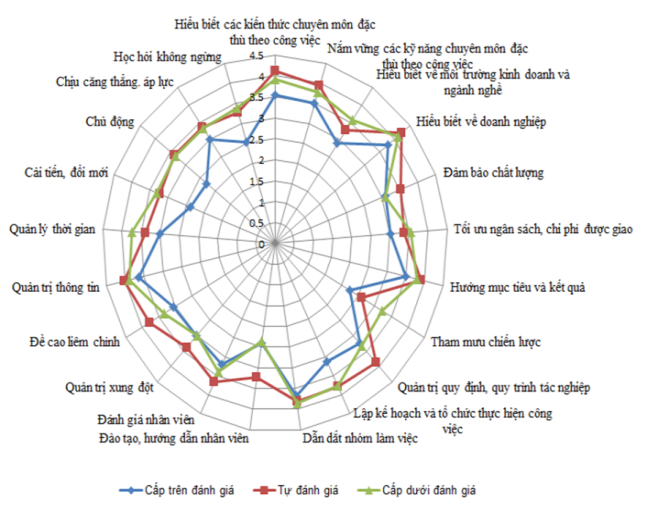 Hiểu biết các kiến thức chuyên môn đặc
thù theo công việc
Nắm vững các kỹ năng chuyên môn đặc
thù theo công việc
Hiểu biết về môi trường kinh doanh và
ngành nghề
Hiểu biết về doanh nghiệp
Đảm bảo chất lượng
Tối ưu ngân sách, chi phí được giao
Hướng mục tiêu và kết quả
Tham mưu chiến lược
Quản trị quy định, quy trình tác nghiệp
Lập kế hoạch và tổ chức thực hiện công
việc
Dẫn dắt nhóm làm việc
Đào tạo, hướng dẫn nhân viên
Đánh giá nhân viên
Quản trị xung đột
Đề cao liêm chính
Quản trị thông tin
Quản lý thời gian
Cải tiến, đổi mới
Chủ động
Chịu căng thẳng. áp lực
Học hỏi không ngừng
4.5
4
3.5
3
2.5
2
1.5
1
0.5
0
Cấp trên đánh giá
Tự đánh giá
Cấp dưới đánh giá